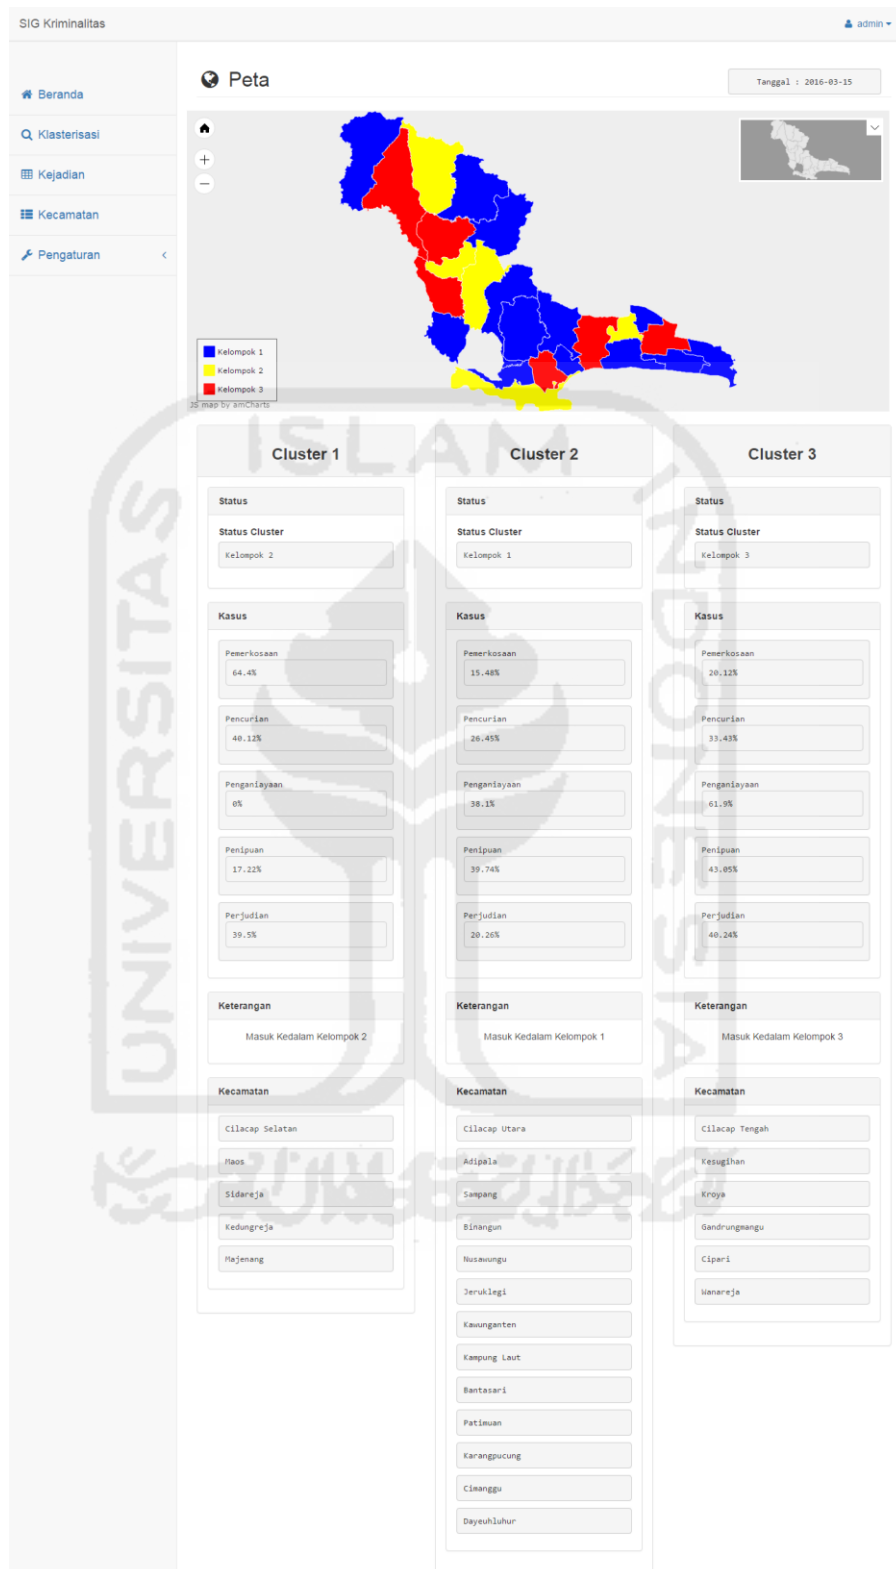 SIG Kriminalitas
admin
Beranda
Klasterisasi
Kejadian
Kecamatan
Pengaturan
Peta
Tanggal : 2016-03-15
Kelompok 1
Kelompok 2
Kelompok 3
JS map by amCharts
Cluster 1
Status
Status Cluster
Kelompok 2
Kasus
Pemerkosaan
64.4%
Pencurian
40.12%
Penganiayaan
0%
Penipuan
17.22%
Perjudian
39.5%
Keterangan
Masuk Kedalam Kelompok 2
Kecamatan
Cilacap Selatan
Maos
Sidareja
Kedungreja
Majenang
Cluster 2
Status
Status Cluster
Kelompok 1
Kasus
Pemerkosaan
15.48%
Pencurian
26.45%
Penganiayaan
38.1%
Penipuan
39.74%
Perjudian
20.26%
Keterangan
Masuk Kedalam Kelompok 1
Kecamatan
Cilacap Utara
Adipala
Sampang
Binangun
Nusawungu
Jeruklegi
Kawunganten
Kampung Laut
Bantasari
Patimuan
Karangpucung
Cimanggu
Dayeuhluhur
Cluster 3
Status
Status Cluster
Kelompok 3
Kasus
Pemerkosaan
20.12%
Pencurian
33.43%
Penganiayaan
61.9%
Penipuan
43.05%
Perjudian
40.24%
Keterangan
Masuk Kedalam Kelompok 3
Kecamatan
Cilacap Tengah
Kesugihan
Kroya
Gandrungmangu
Cipari
Wanareja
UNIVERSITAS
ISLAM
INDONESIA